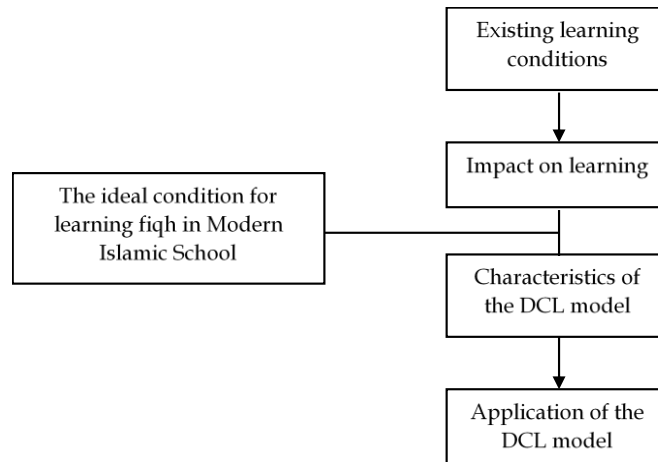 Existing learning
conditions
Impact on learning
The ideal condition for
learning fiqh in Modern
Islamic School
Characteristics of
the DCL model
Application of the
DCL model